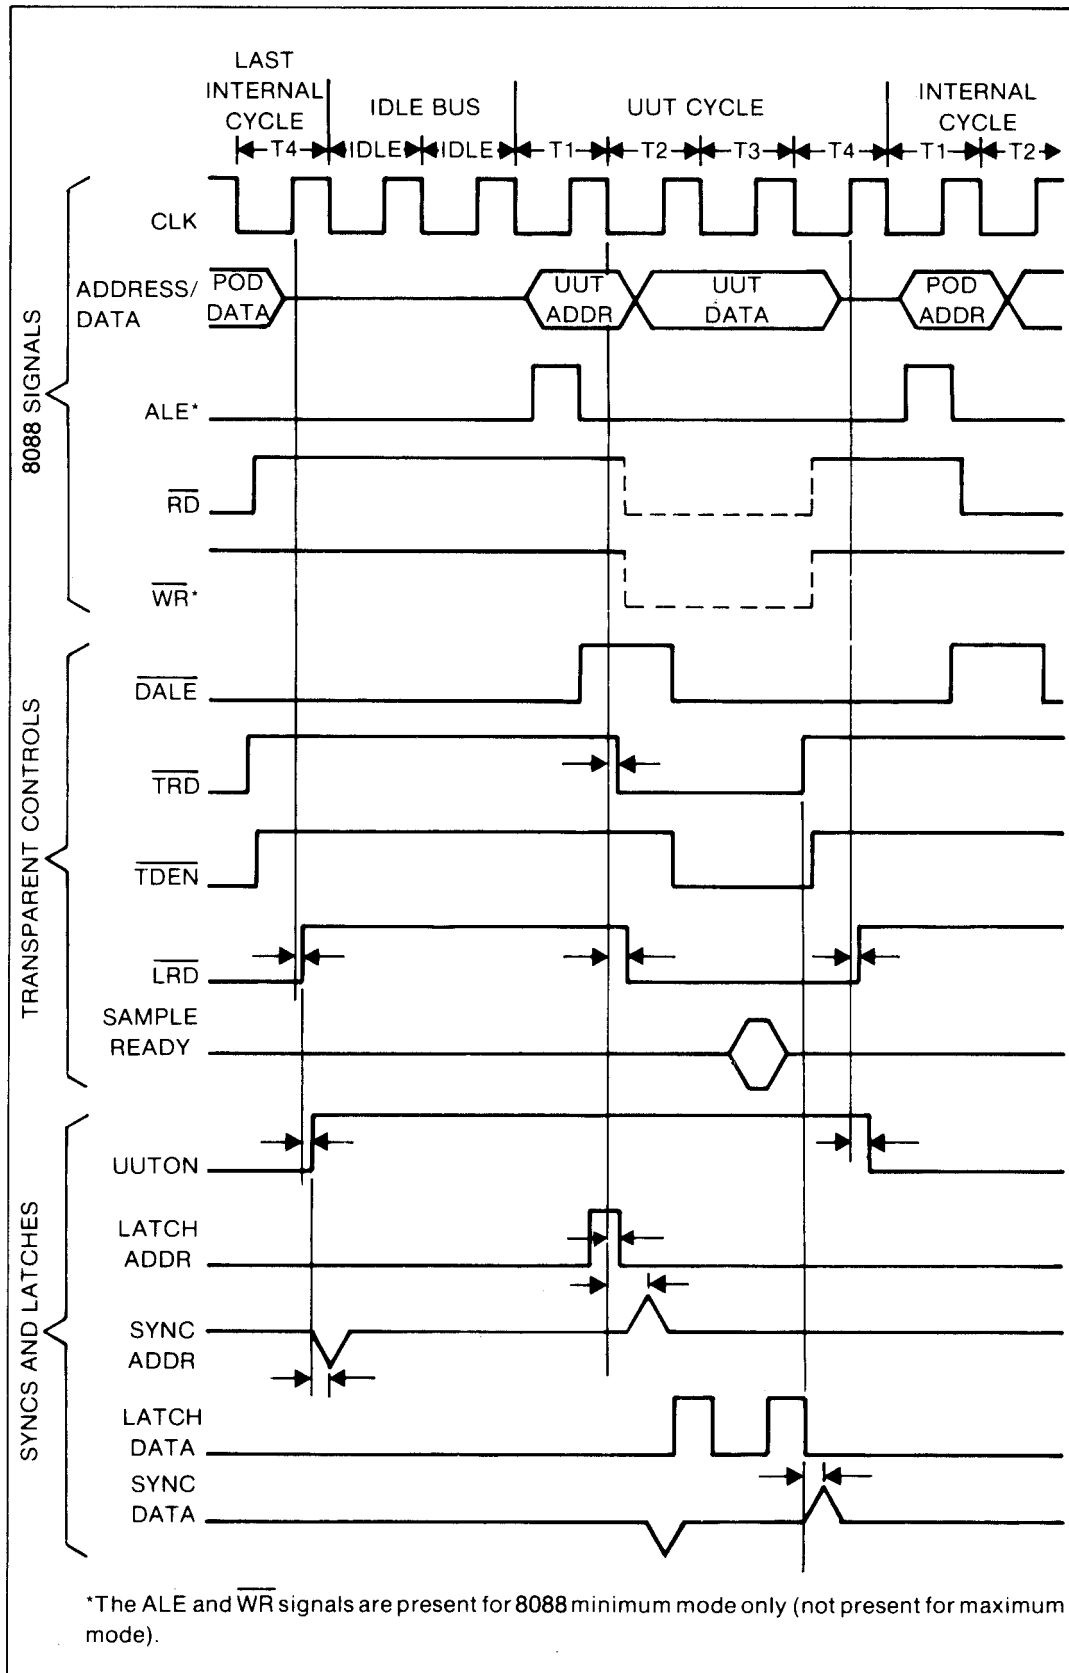 LAST
INTERNAL
CYCLE
IDLE BUS
UUT CYCLE
INTERNAL
CYCLE
T4 IDLE IDLE T1 T2 T3 T4 T1 T2
8088 SIGNALS
CLK
ADDRESS/
DATA
POD
DATA
UUT
ADDR
UUT
DATA
POD
ADDR
ALE*
RD
WR*
TRANSPARENT CONTROLS
DALE
TRD
TDEN
LRD
SAMPLE
READY
SYNCS AND LATCHES
UUTON
LATCH
ADDR
SYNC
ADDR
LATCH
DATA
SYNC
DATA
*The ALE and WR signals are present for 8088 minimum mode only (not present for maximum
mode).